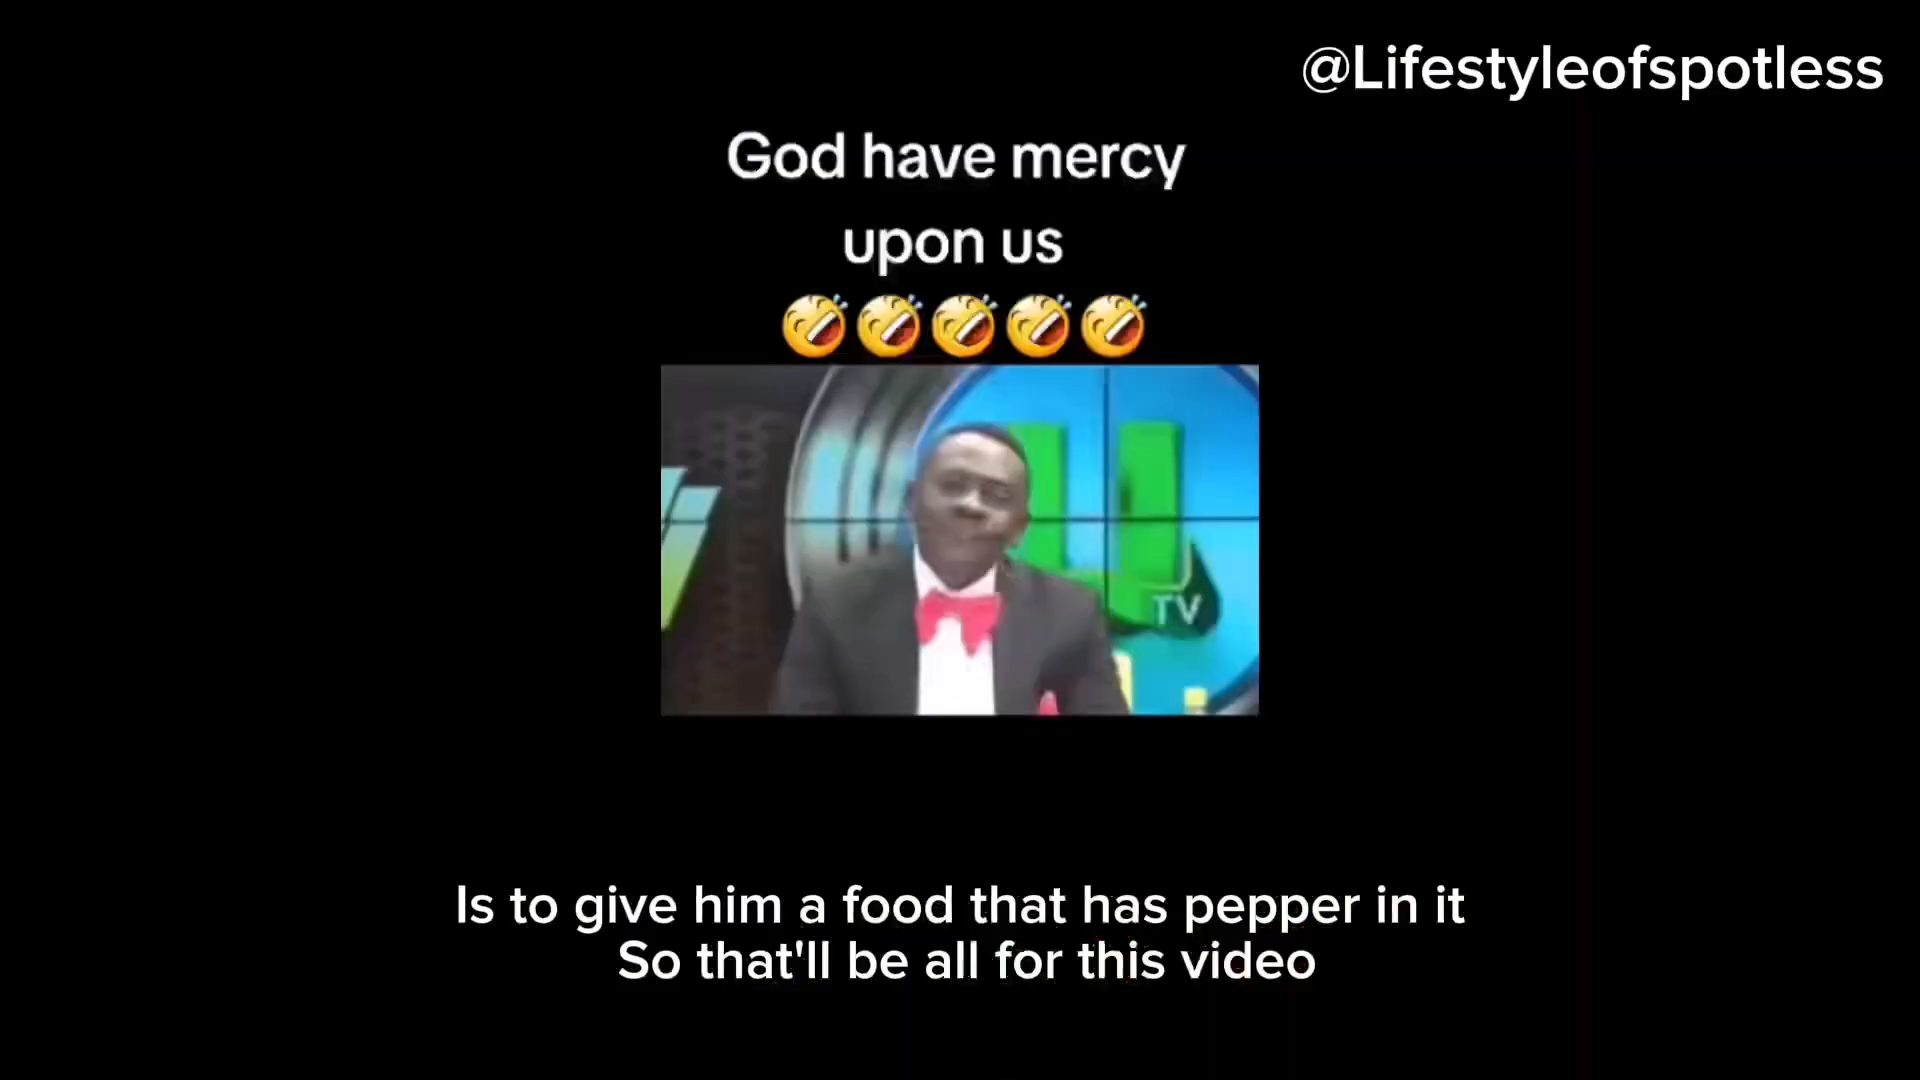 @Lifestyleofspotless
God have mercy
upon us
🤣🤣🤣🤣🤣
TV
Is to give him a food that has pepper in it
So that'll be all for this video